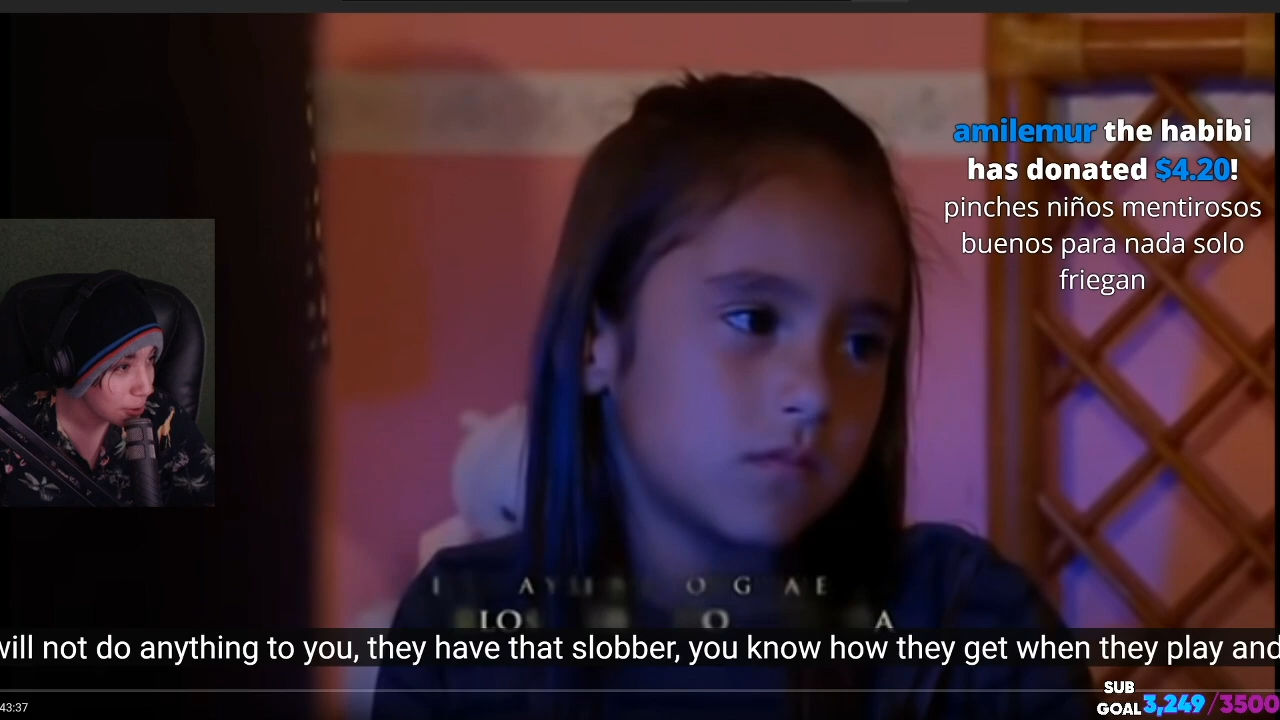 amilemur the habibi
has donated $4.20!
pinches niños mentirosos
buenos para nada solo
friegan
will not do anything to you, they have that slobber, you know how they get when they play and
SUB
GOAL 3,249/3500
43:37